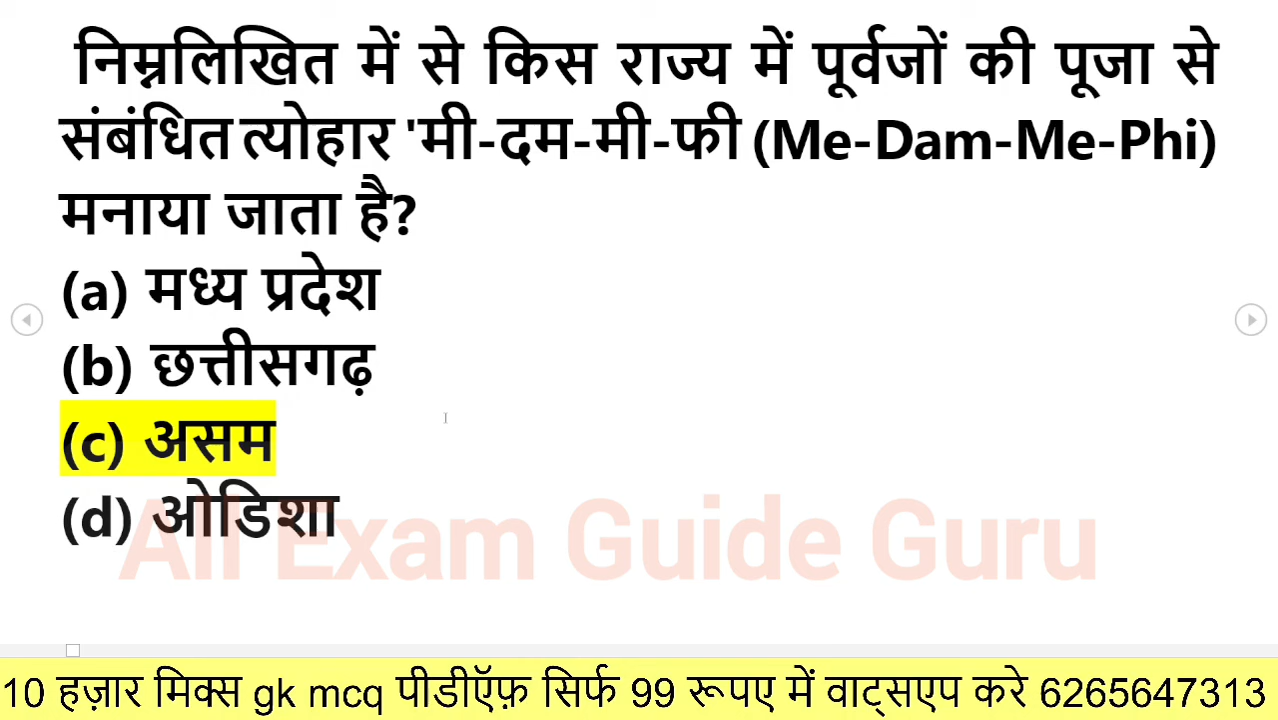 निम्नलिखित में से किस राज्य में पूर्वजों की पूजा से
संबंधित त्योहार 'मी-दम-मी-फी (Me-Dam-Me-Phi)
मनाया जाता है?
(a) मध्य प्रदेश
(b) छत्तीसगढ़
(c) असम
(d) ओडिशा
All Exam Guide Guru
10 हज़ार मिक्स gk mcq पीडीऍफ़ सिर्फ 99 रूपए में वाट्सएप करे 6265647313